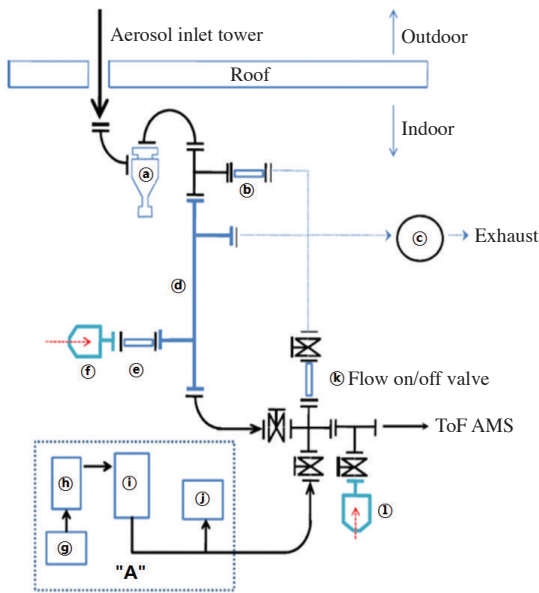 Aerosol inlet tower
Outdoor
Roof
Indoor
ⓐ
ⓑ
ⓒ
Exhaust
ⓓ
ⓔ
ⓕ
ⓚ Flow on/off valve
ToF AMS
ⓗ
ⓘ
ⓙ
ⓛ
ⓖ
"A"